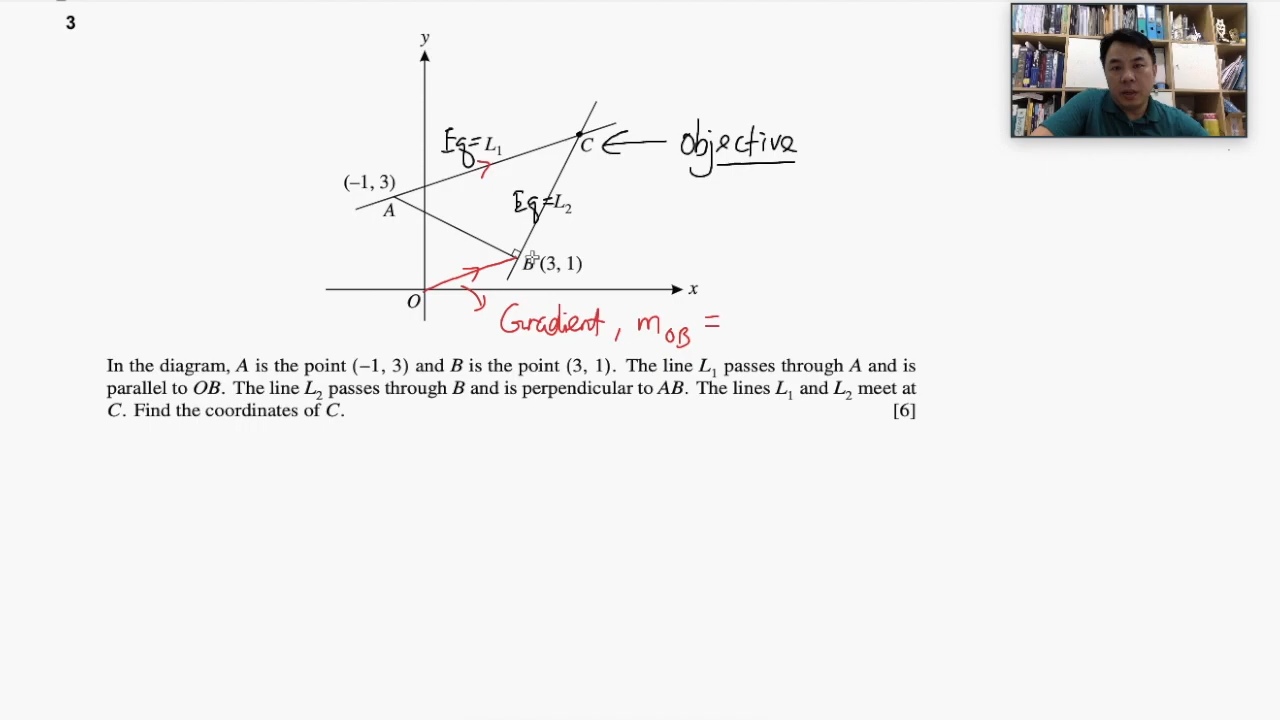 3
y
Eq= L₁
C ← Objective
(−1, 3)
A
Eq= L₂
B (3, 1)
O
x
Gradient, m_OB =
In the diagram, A is the point (−1, 3) and B is the point (3, 1). The line L₁ passes through A and is
parallel to OB. The line L₂ passes through B and is perpendicular to AB. The lines L₁ and L₂ meet at
C. Find the coordinates of C. [6]